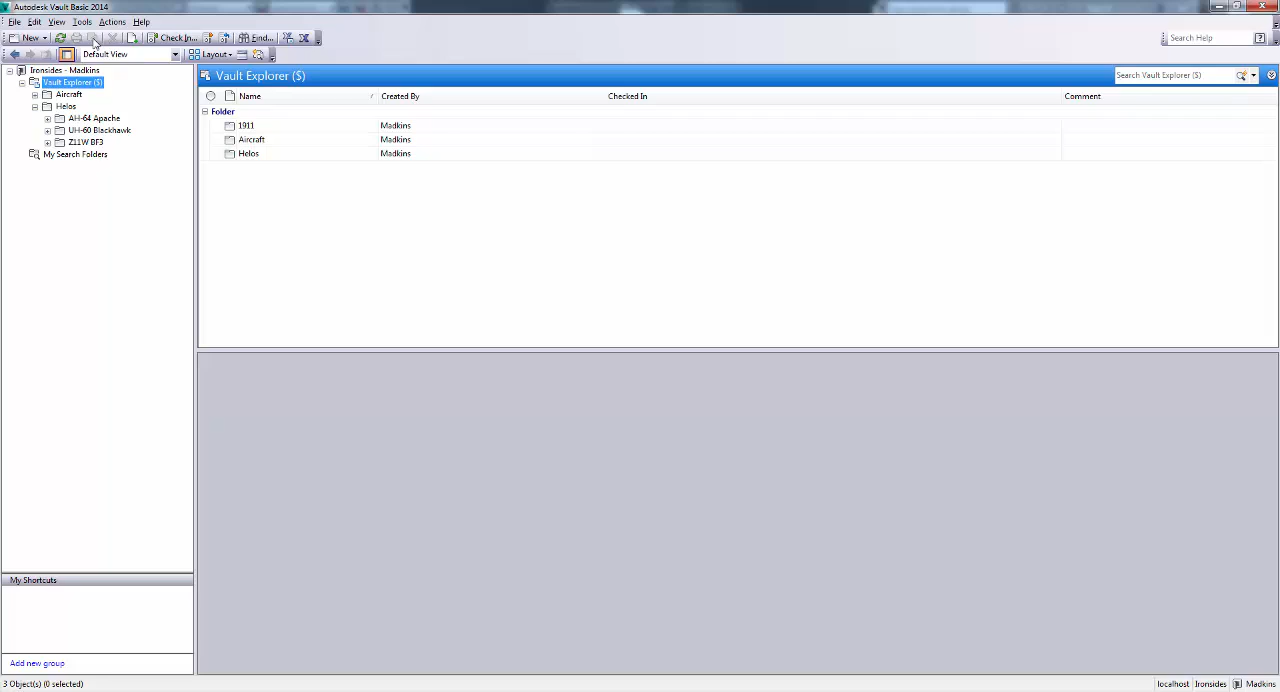 Autodesk Vault Basic 2014
File Edit View Tools Actions Help
New Check In... Find... Search Help
Default View Layout
Ironsides - Madkins
Vault Explorer ($)
Aircraft
Helos
AH-64 Apache
UH-60 Blackhawk
Z11W BF3
My Search Folders
Vault Explorer ($) Search Vault Explorer ($)
Name Created By Checked In Comment
Folder
1911 Madkins
Aircraft Madkins
Helos Madkins
My Shortcuts
Add new group
3 Object(s) (0 selected) localhost Ironsides Madkins